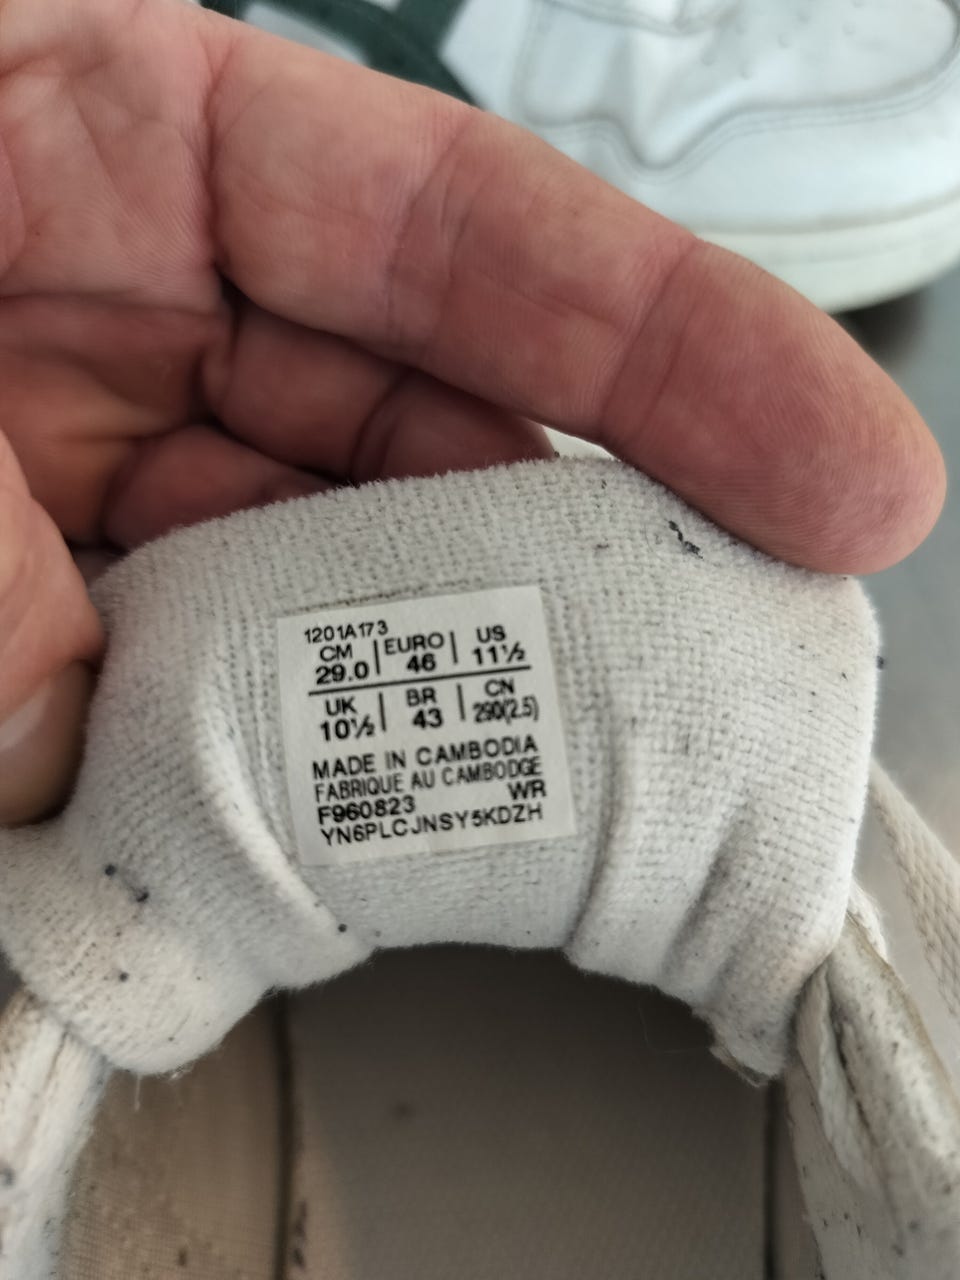 1201A173
CM | EURO | US
29.0 | 46 | 11½
UK | BR | CN
10½ | 43 | 290(2.5)
MADE IN CAMBODIA
FABRIQUE AU CAMBODGE
F960823 WR
YN6PLCJNSY5KDZH